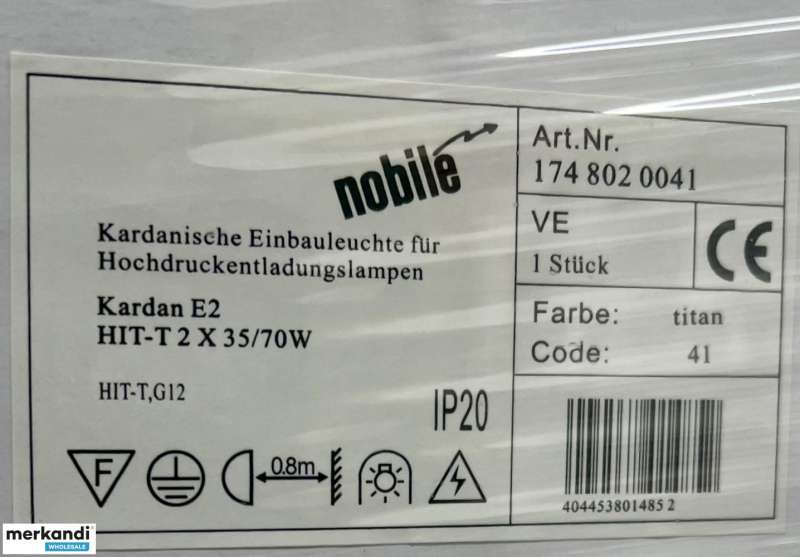 nobile
Kardanische Einbauleuchte für
Hochdruckentladungslampen
Kardan E2
HIT-T 2 X 35/70W
HIT-T,G12
IP20
F
0.8m
Art.Nr.
174 802 0041
VE
1 Stück
CE
Farbe: titan
Code: 41
4044538014852
merkandi
WHOLESALE